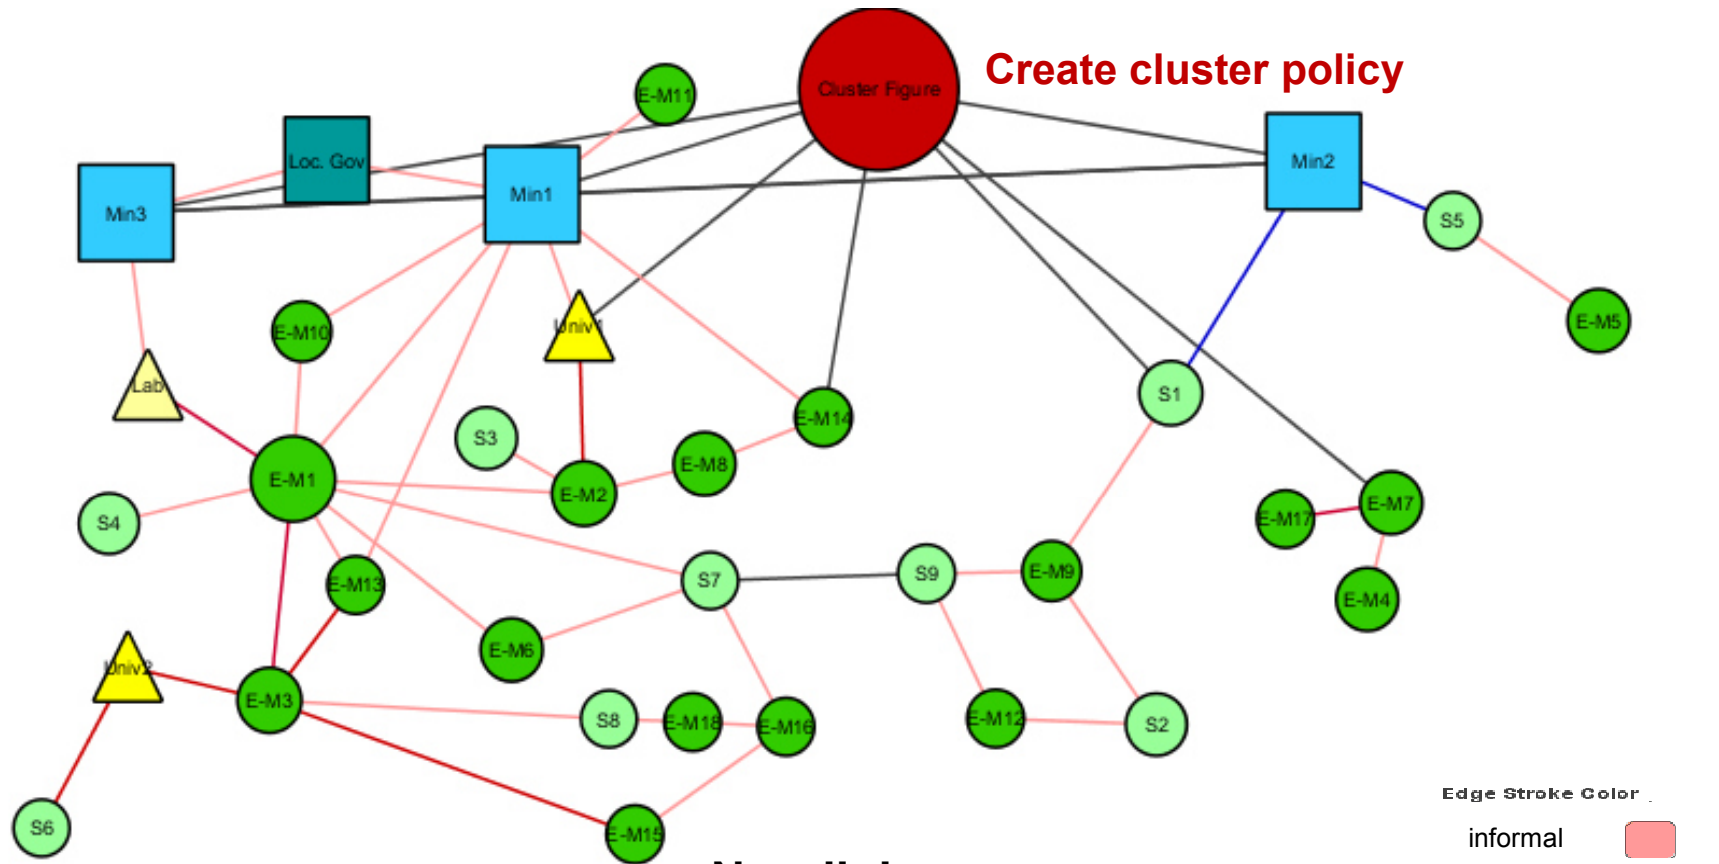 Create cluster policy
Cluster Figure
E-M11
Loc. Gov
Min2
Min1
Min3
S5
E-M10
Univ1
E-M5
Lab
S1
E-M14
S3
E-M8
E-M1
E-M2
E-M7
S4
E-M17
S7
S9
E-M9
E-M13
E-M4
E-M6
Univ2
E-M3
S8
E-M18
E-M16
E-M12
S2
Edge Stroke Color
informal
S6
E-M15